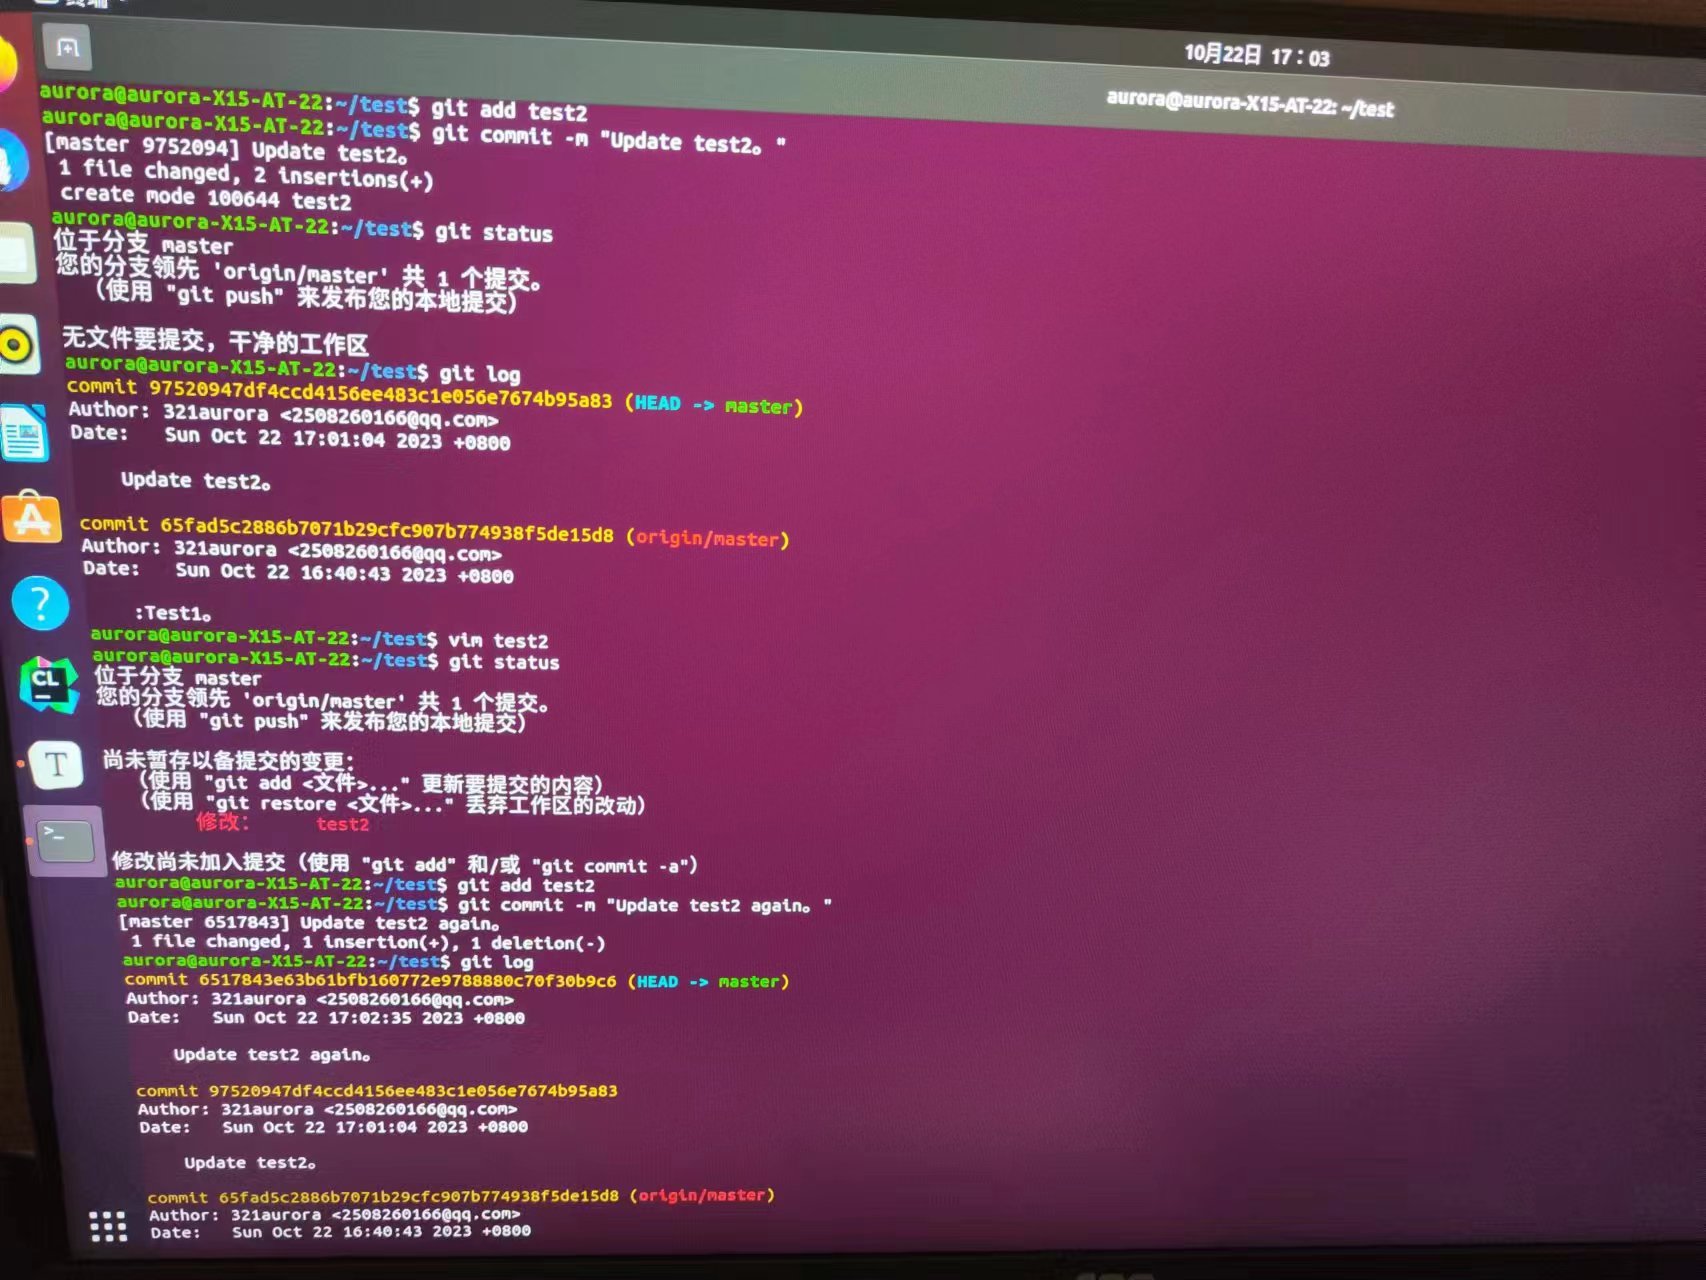 终端
10月22日 17:03
aurora@aurora-X15-AT-22: ~/test
aurora@aurora-X15-AT-22:~/test$ git add test2
aurora@aurora-X15-AT-22:~/test$ git commit -m "Update test2。"
[master 9752094] Update test2。
1 file changed, 2 insertions(+)
create mode 100644 test2
aurora@aurora-X15-AT-22:~/test$ git status
位于分支 master
您的分支领先 'origin/master' 共 1 个提交。
（使用 "git push" 来发布您的本地提交）
无文件要提交，干净的工作区
aurora@aurora-X15-AT-22:~/test$ git log
commit 97520947df4ccd4156ee483c1e056e7674b95a83 (HEAD -> master)
Author: 321aurora <2508260166@qq.com>
Date: Sun Oct 22 17:01:04 2023 +0800
Update test2。
commit 65fad5c2886b7071b29cfc907b774938f5de15d8 (origin/master)
Author: 321aurora <2508260166@qq.com>
Date: Sun Oct 22 16:40:43 2023 +0800
:Test1。
aurora@aurora-X15-AT-22:~/test$ vim test2
aurora@aurora-X15-AT-22:~/test$ git status
位于分支 master
您的分支领先 'origin/master' 共 1 个提交。
（使用 "git push" 来发布您的本地提交）
尚未暂存以备提交的变更：
（使用 "git add <文件>..." 更新要提交的内容）
（使用 "git restore <文件>..." 丢弃工作区的改动）
修改： test2
修改尚未加入提交（使用 "git add" 和/或 "git commit -a"）
aurora@aurora-X15-AT-22:~/test$ git add test2
aurora@aurora-X15-AT-22:~/test$ git commit -m "Update test2 again。"
[master 6517843] Update test2 again。
1 file changed, 1 insertion(+), 1 deletion(-)
aurora@aurora-X15-AT-22:~/test$ git log
commit 6517843e63b61bfb160772e9788880c70f30b9c6 (HEAD -> master)
Author: 321aurora <2508260166@qq.com>
Date: Sun Oct 22 17:02:35 2023 +0800
Update test2 again。
commit 97520947df4ccd4156ee483c1e056e7674b95a83
Author: 321aurora <2508260166@qq.com>
Date: Sun Oct 22 17:01:04 2023 +0800
Update test2。
commit 65fad5c2886b7071b29cfc907b774938f5de15d8 (origin/master)
Author: 321aurora <2508260166@qq.com>
Date: Sun Oct 22 16:40:43 2023 +0800
CL
T